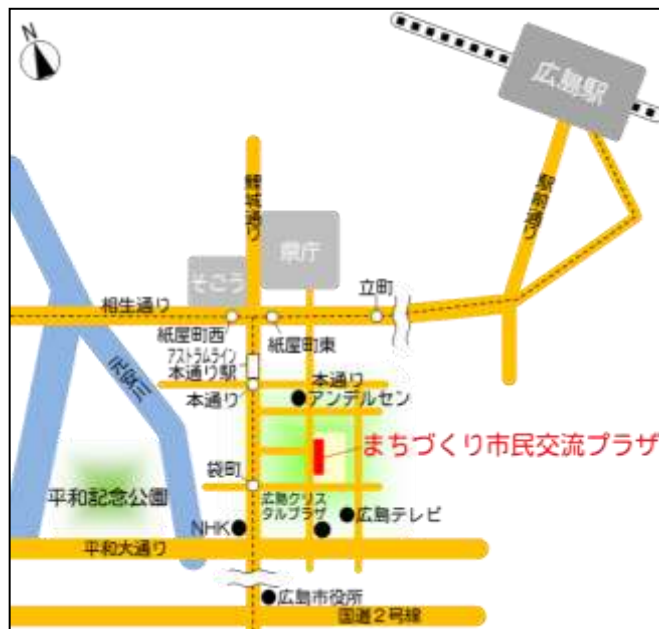 N
広島駅
鯉城通り
駅前通り
県庁
そごう
立町
相生通り
紙屋町西
紙屋町東
アストラムライン
本通り駅
本通り
本通り
アンデルセン
元安川
まちづくり市民交流プラザ
袋町
平和記念公園
広島クリス
タルプラザ
広島テレビ
NHK
平和大通り
広島市役所
国道2号線